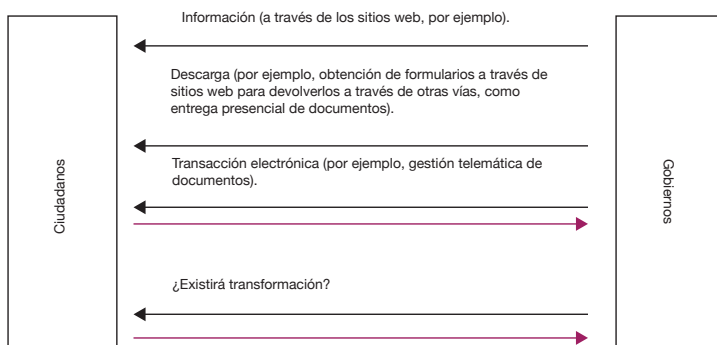 Información (a través de los sitios web, por ejemplo).
Descarga (por ejemplo, obtención de formularios a través de
sitios web para devolverlos a través de otras vías, como
entrega presencial de documentos).
Transacción electrónica (por ejemplo, gestión telemática de
documentos).
¿Existirá transformación?
Ciudadanos
Gobiernos